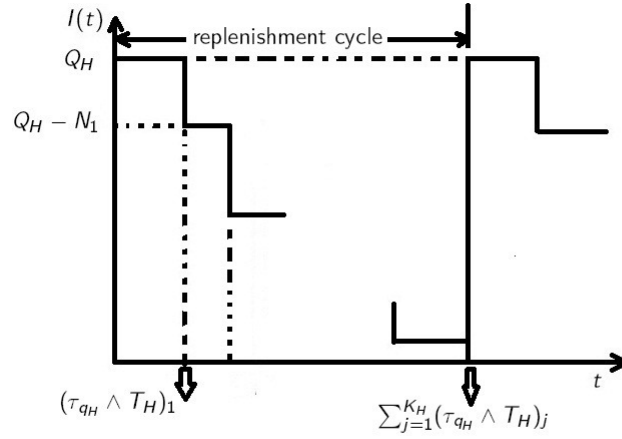 I(t)
replenishment cycle
Q_H
Q_H − N_1
t
(τ_{q_H} ∧ T_H)_1
∑_{j=1}^{K_H}(τ_{q_H} ∧ T_H)_j